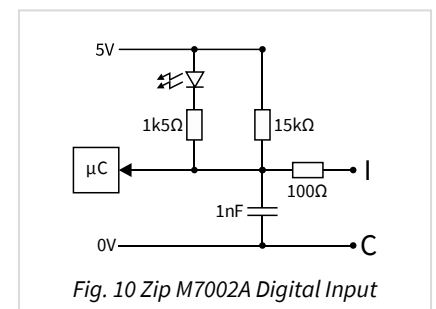 5V
1k5Ω
15kΩ
µC
I
100Ω
1nF
0V
C
Fig. 10 Zip M7002A Digital Input